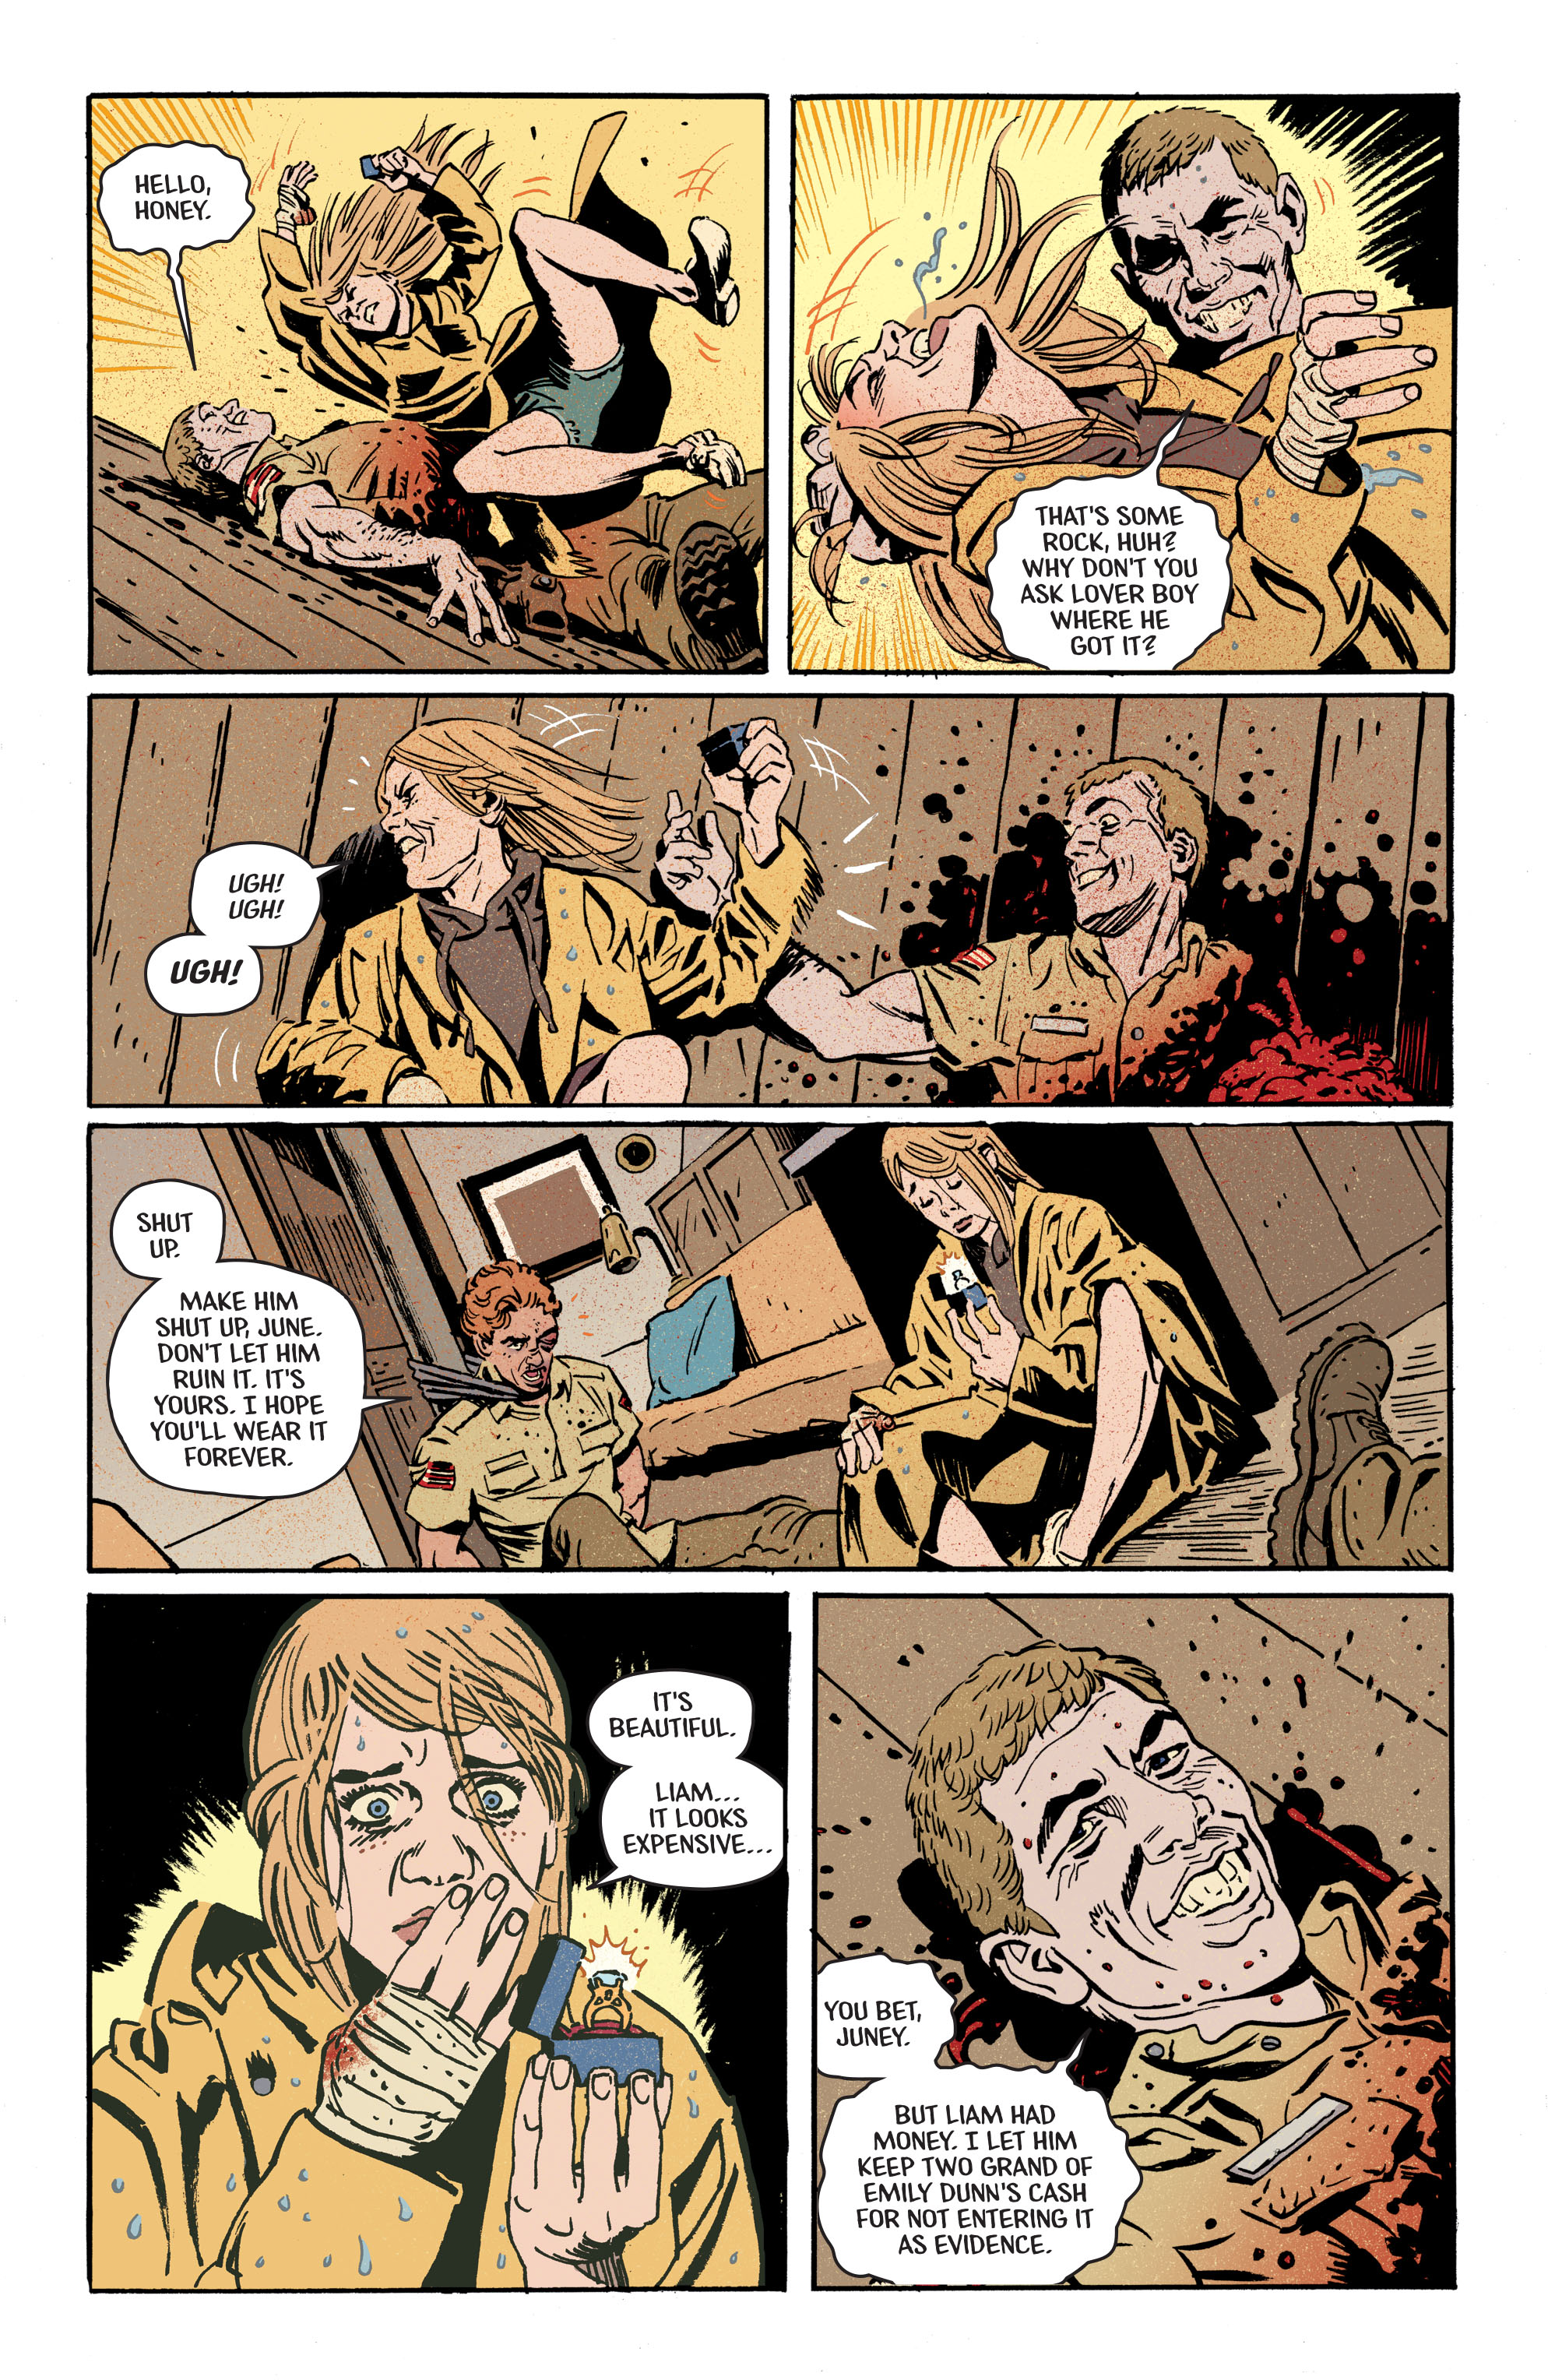 HELLO,
HONEY.
THAT'S SOME
ROCK, HUH?
WHY DON'T YOU
ASK LOVER BOY
WHERE HE
GOT IT?
UGH!
UGH!
UGH!
SHUT
UP.
MAKE HIM
SHUT UP, JUNE.
DON'T LET HIM
RUIN IT. IT'S
YOURS. I HOPE
YOU'LL WEAR IT
FOREVER.
IT'S
BEAUTIFUL.
LIAM...
IT LOOKS
EXPENSIVE...
YOU BET,
JUNEY.
BUT LIAM HAD
MONEY. I LET HIM
KEEP TWO GRAND OF
EMILY DUNN'S CASH
FOR NOT ENTERING IT
AS EVIDENCE.